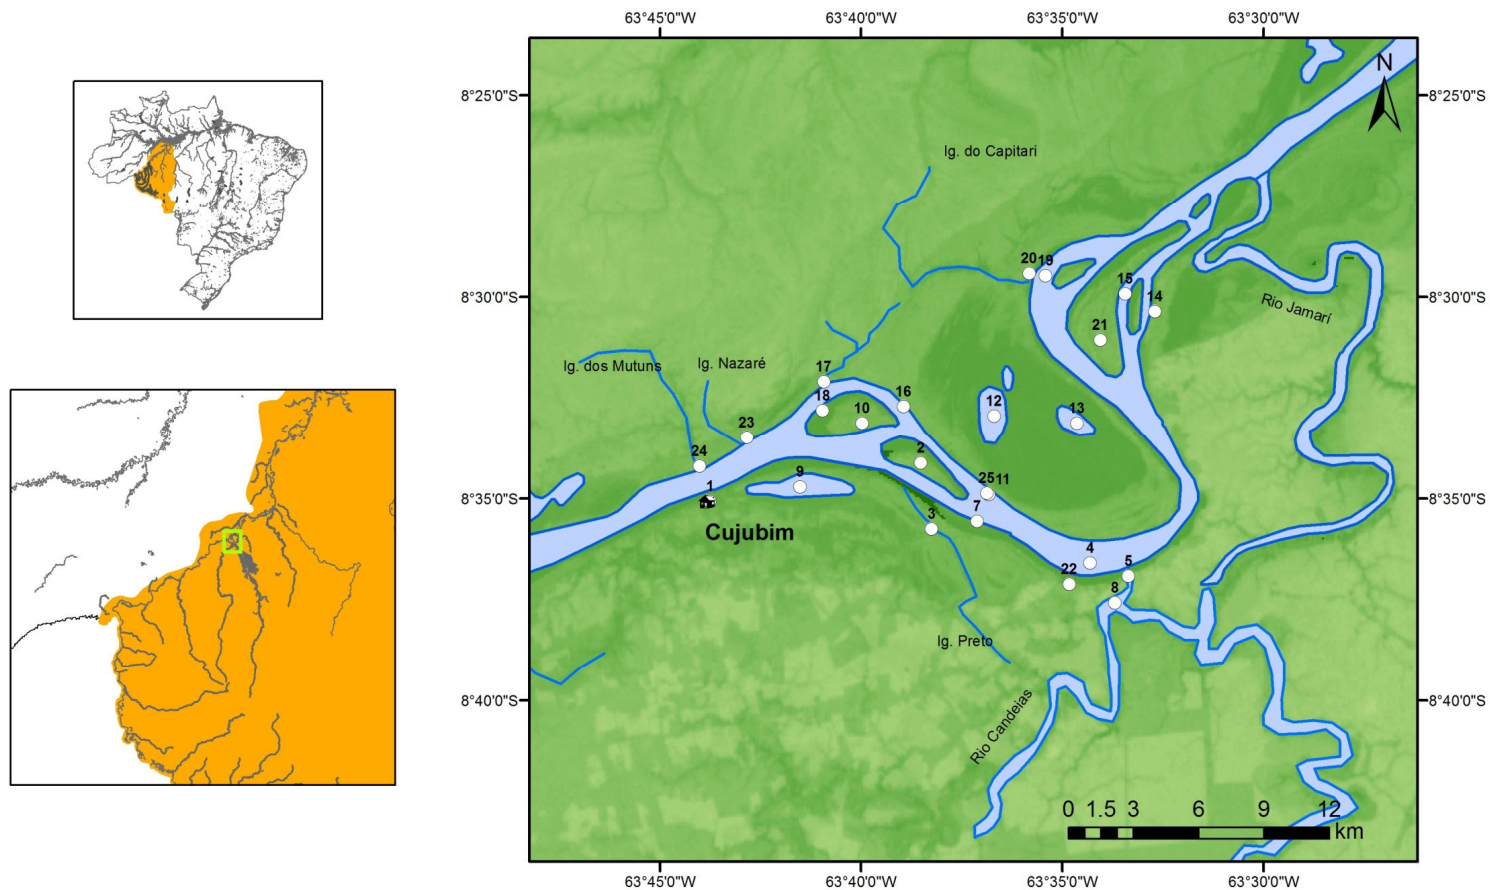 63°45'0"W
63°40'0"W
63°35'0"W
63°30'0"W
N
8°25'0"S
8°25'0"S
Ig. do Capitari
20
19
15
14
8°30'0"S
8°30'0"S
Rio Jamarí
21
Ig. dos Mutuns
Ig. Nazaré
17
18
10
16
12
13
23
2
24
9
1
25
11
8°35'0"S
8°35'0"S
7
3
Cujubim
4
5
22
8
Ig. Preto
8°40'0"S
8°40'0"S
Rio Candeias
0 1.5 3 6 9 12
km
63°45'0"W
63°40'0"W
63°35'0"W
63°30'0"W